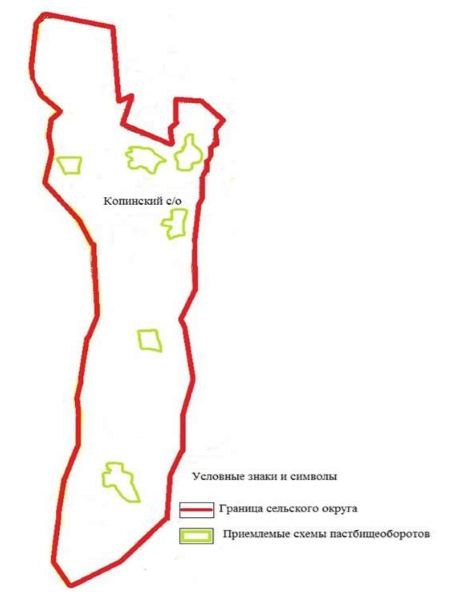 Копинский с/о
Условные знаки и символы
Граница сельского округа
Приемлемые схемы пастбищеоборотов